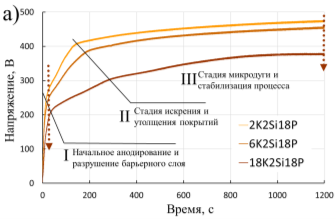 а)
500
400
300
200
100
0
Напряжение, В
III Стадия микродуги и
стабилизация процесса
II Стадия искрения и
утолщения покрытий
I Начальное анодирование и
разрушение барьерного слоя
2K2Si18P
6K2Si18P
18K2Si18P
0 200 400 600 800 1000 1200
Время, с